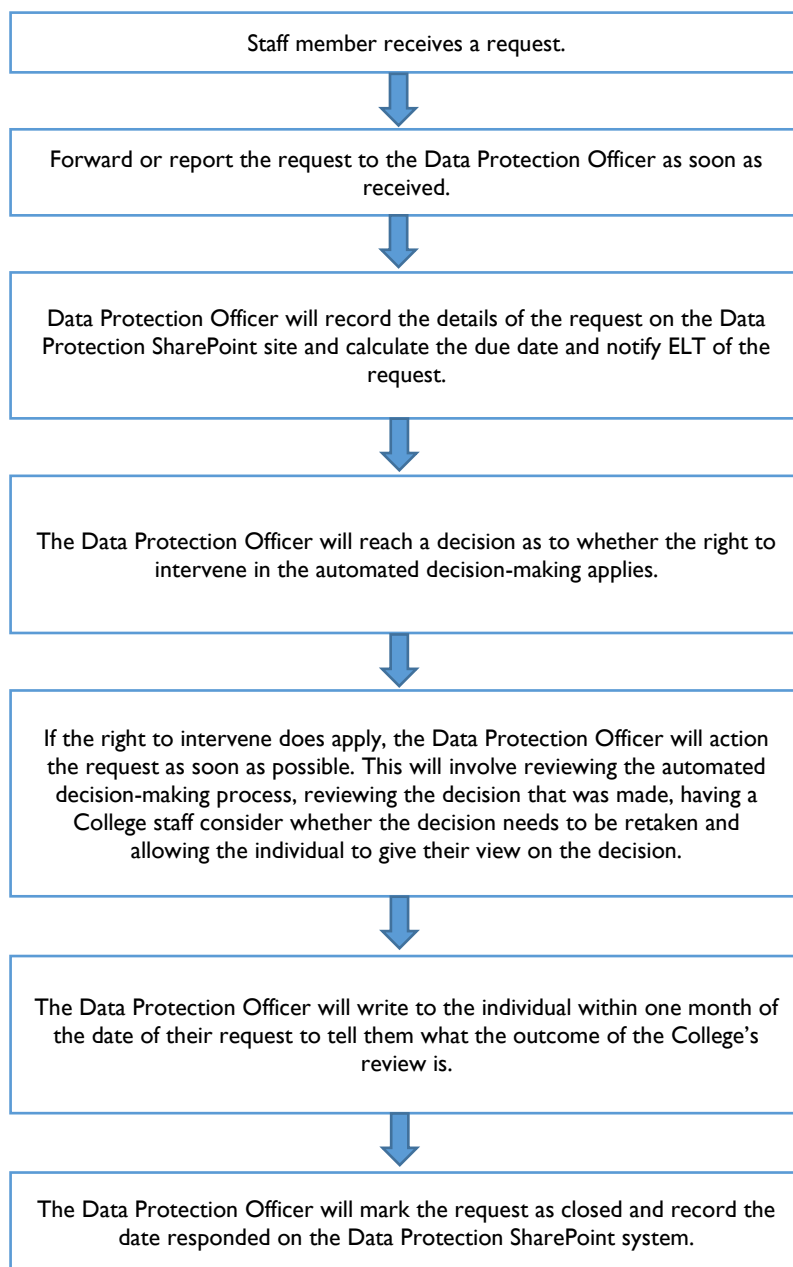 Staff member receives a request.
Forward or report the request to the Data Protection Officer as soon as
received.
Data Protection Officer will record the details of the request on the Data
Protection SharePoint site and calculate the due date and notify ELT of the
request.
The Data Protection Officer will reach a decision as to whether the right to
intervene in the automated decision-making applies.
If the right to intervene does apply, the Data Protection Officer will action
the request as soon as possible. This will involve reviewing the automated
decision-making process, reviewing the decision that was made, having a
College staff consider whether the decision needs to be retaken and
allowing the individual to give their view on the decision.
The Data Protection Officer will write to the individual within one month of
the date of their request to tell them what the outcome of the College’s
review is.
The Data Protection Officer will mark the request as closed and record the
date responded on the Data Protection SharePoint system.